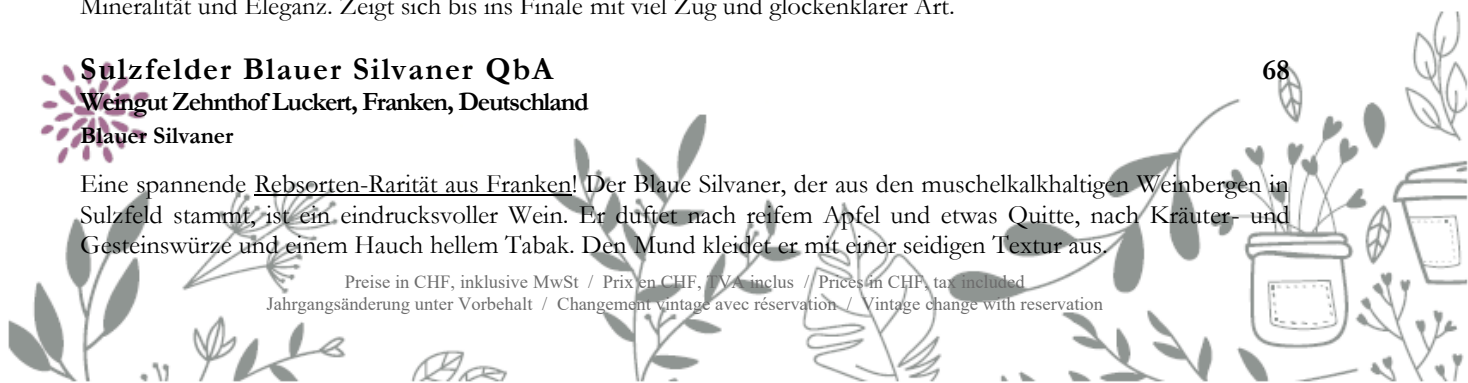 Mineralität und Eleganz. Zeigt sich bis ins Finale mit viel Zug und glockenklarer Art.
Sulzfelder Blauer Silvaner QbA 68
Weingut Zehnthof Luckert, Franken, Deutschland
Blauer Silvaner
Eine spannende Rebsorten-Rarität aus Franken! Der Blaue Silvaner, der aus den muschelkalkhaltigen Weinbergen in
Sulzfeld stammt, ist ein eindrucksvoller Wein. Er duftet nach reifem Apfel und etwas Quitte, nach Kräuter- und
Gesteinswürze und einem Hauch hellem Tabak. Den Mund kleidet er mit einer seidigen Textur aus.
Preise in CHF, inklusive MwSt / Prix en CHF, TVA inclus / Prices in CHF, tax included
Jahrgangsänderung unter Vorbehalt / Changement vintage avec réservation / Vintage change with reservation